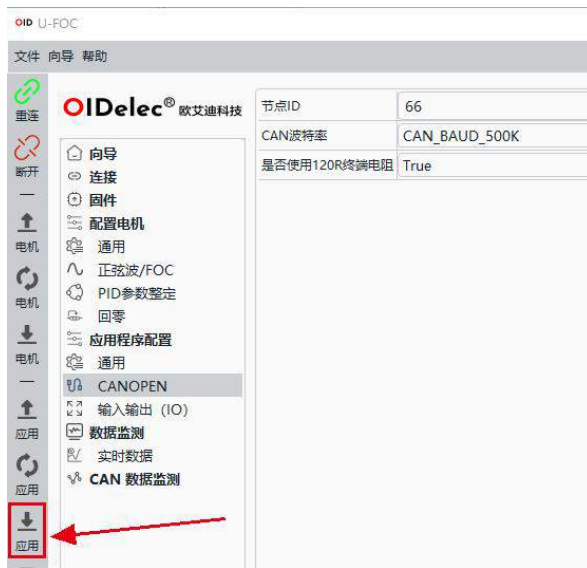 OID U-FOC
文件 向导 帮助
重连
断开
电机
电机
电机
应用
应用
应用
OIDelec® 欧艾迪科技
向导
连接
固件
配置电机
通用
正弦波/FOC
PID参数整定
回零
应用程序配置
通用
CANOPEN
输入输出（IO）
数据监测
实时数据
CAN 数据监测
节点ID 66
CAN波特率 CAN_BAUD_500K
是否使用120R终端电阻 True